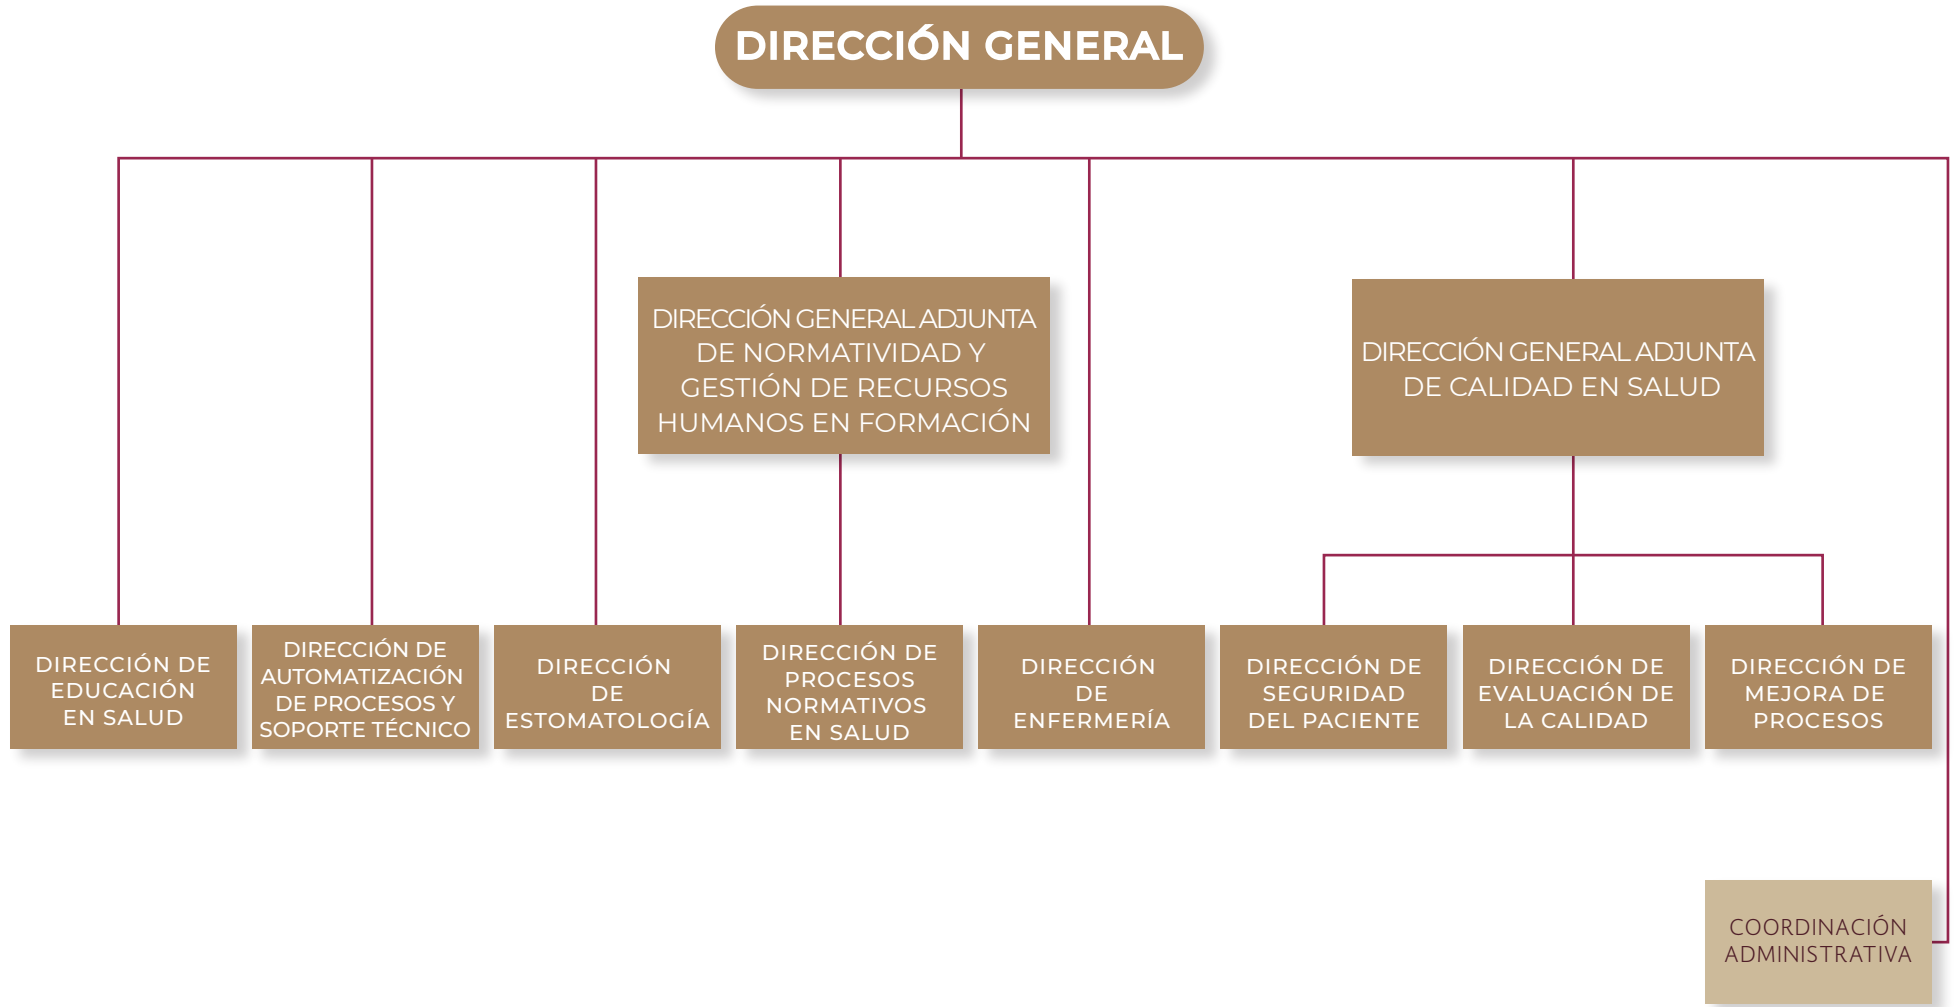 DIRECCIÓN GENERAL
DIRECCIÓN GENERAL ADJUNTA
DE NORMATIVIDAD Y
GESTIÓN DE RECURSOS
HUMANOS EN FORMACIÓN
DIRECCIÓN GENERAL ADJUNTA
DE CALIDAD EN SALUD
DIRECCIÓN DE
EDUCACIÓN
EN SALUD
DIRECCIÓN DE
AUTOMATIZACIÓN
DE PROCESOS Y
SOPORTE TÉCNICO
DIRECCIÓN
DE
ESTOMATOLOGÍA
DIRECCIÓN DE
PROCESOS
NORMATIVOS
EN SALUD
DIRECCIÓN
DE
ENFERMERÍA
DIRECCIÓN DE
SEGURIDAD
DEL PACIENTE
DIRECCIÓN DE
EVALUACIÓN DE
LA CALIDAD
DIRECCIÓN DE
MEJORA DE
PROCESOS
COORDINACIÓN
ADMINISTRATIVA